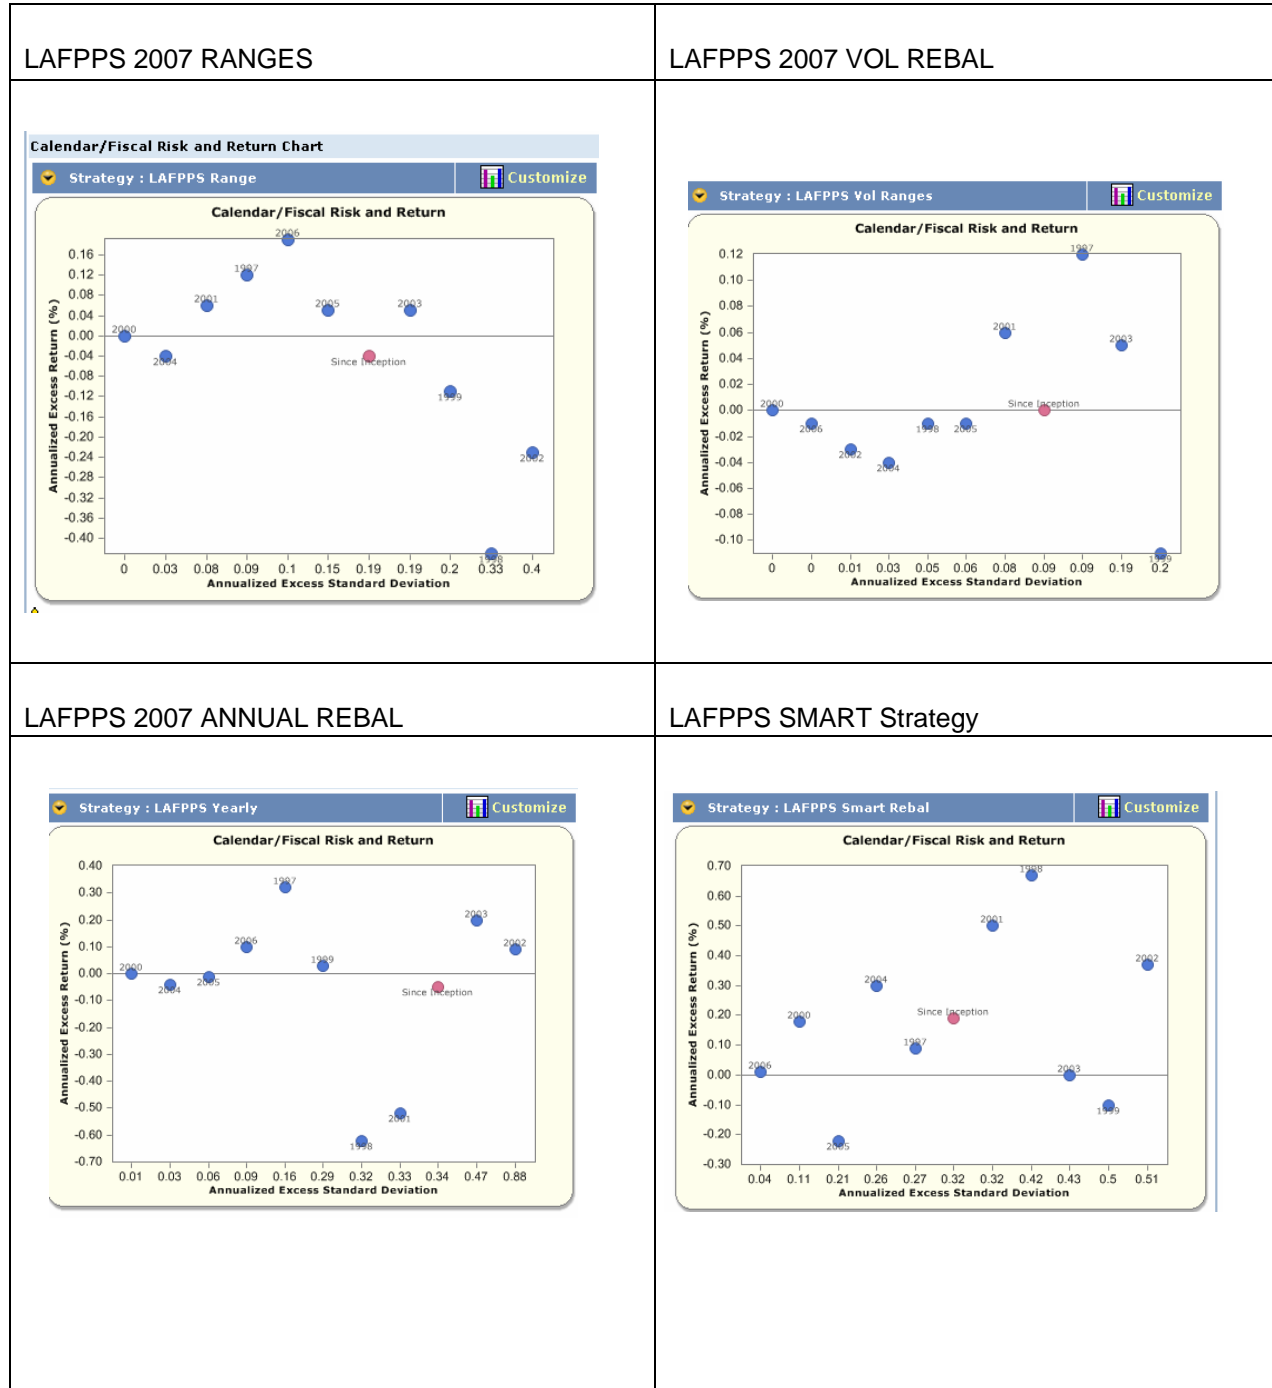 LAFPPS 2007 RANGES
LAFPPS 2007 VOL REBAL
Calendar/Fiscal Risk and Return Chart
Strategy : LAFPPS Range
Customize
Calendar/Fiscal Risk and Return
Annualized Excess Return (%)
0.16
0.12
0.08
0.04
0.00
-0.04
-0.08
-0.12
-0.16
-0.20
-0.24
-0.28
-0.32
-0.36
-0.40
2000
2004
2001
1997
2006
2005
Since Inception
2003
1999
1998
2002
0 0.03 0.08 0.09 0.1 0.15 0.19 0.19 0.2 0.33 0.4
Annualized Excess Standard Deviation
Strategy : LAFPPS Vol Ranges
Customize
Calendar/Fiscal Risk and Return
Annualized Excess Return (%)
0.12
0.10
0.08
0.06
0.04
0.02
0.00
-0.02
-0.04
-0.06
-0.08
-0.10
2000
2006
2002
2004
1998
2005
2001
Since Inception
1997
2003
1999
0 0 0.01 0.03 0.05 0.06 0.08 0.09 0.09 0.19 0.2
Annualized Excess Standard Deviation
LAFPPS 2007 ANNUAL REBAL
LAFPPS SMART Strategy
Strategy : LAFPPS Yearly
Customize
Calendar/Fiscal Risk and Return
Annualized Excess Return (%)
0.40
0.30
0.20
0.10
0.00
-0.10
-0.20
-0.30
-0.40
-0.50
-0.60
-0.70
2000
2004
2005
2006
1997
1999
1998
2001
Since Inception
2003
2002
0.01 0.03 0.06 0.09 0.16 0.29 0.32 0.33 0.34 0.47 0.88
Annualized Excess Standard Deviation
Strategy : LAFPPS Smart Rebal
Customize
Calendar/Fiscal Risk and Return
Annualized Excess Return (%)
0.70
0.60
0.50
0.40
0.30
0.20
0.10
0.00
-0.10
-0.20
-0.30
2006
2000
2005
2004
1997
Since Inception
2001
1998
2003
1999
2002
0.04 0.11 0.21 0.26 0.27 0.32 0.32 0.42 0.43 0.5 0.51
Annualized Excess Standard Deviation